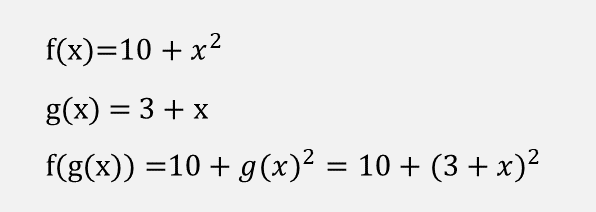 f(x)=10 + x²
g(x) = 3 + x
f(g(x)) =10 + g(x)² = 10 + (3 + x)²